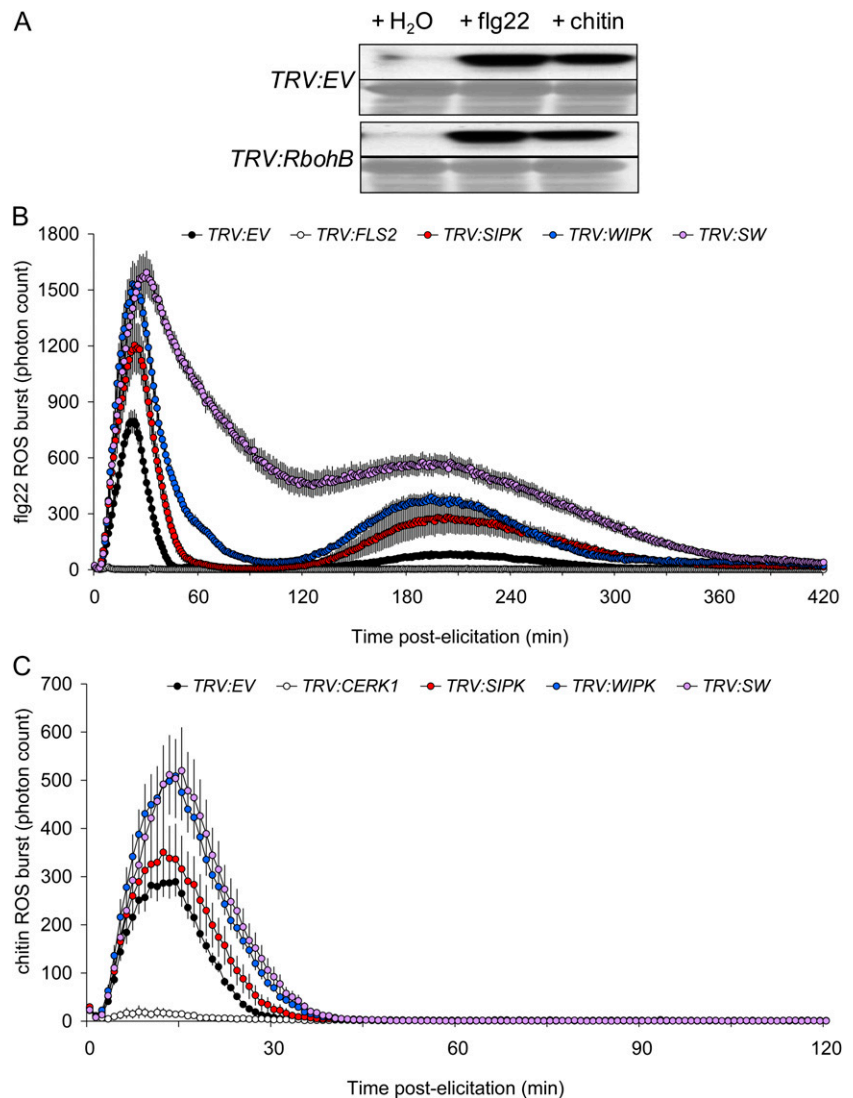 A
+ H₂O + flg22 + chitin
TRV:EV
TRV:RbohB
B
1800
1500
1200
900
600
300
0
flg22 ROS burst (photon count)
TRV:EV TRV:FLS2 TRV:SIPK TRV:WIPK TRV:SW
0 60 120 180 240 300 360 420
Time post-elicitation (min)
C
700
600
500
400
300
200
100
0
chitin ROS burst (photon count)
TRV:EV TRV:CERK1 TRV:SIPK TRV:WIPK TRV:SW
0 30 60 90 120
Time post-elicitation (min)